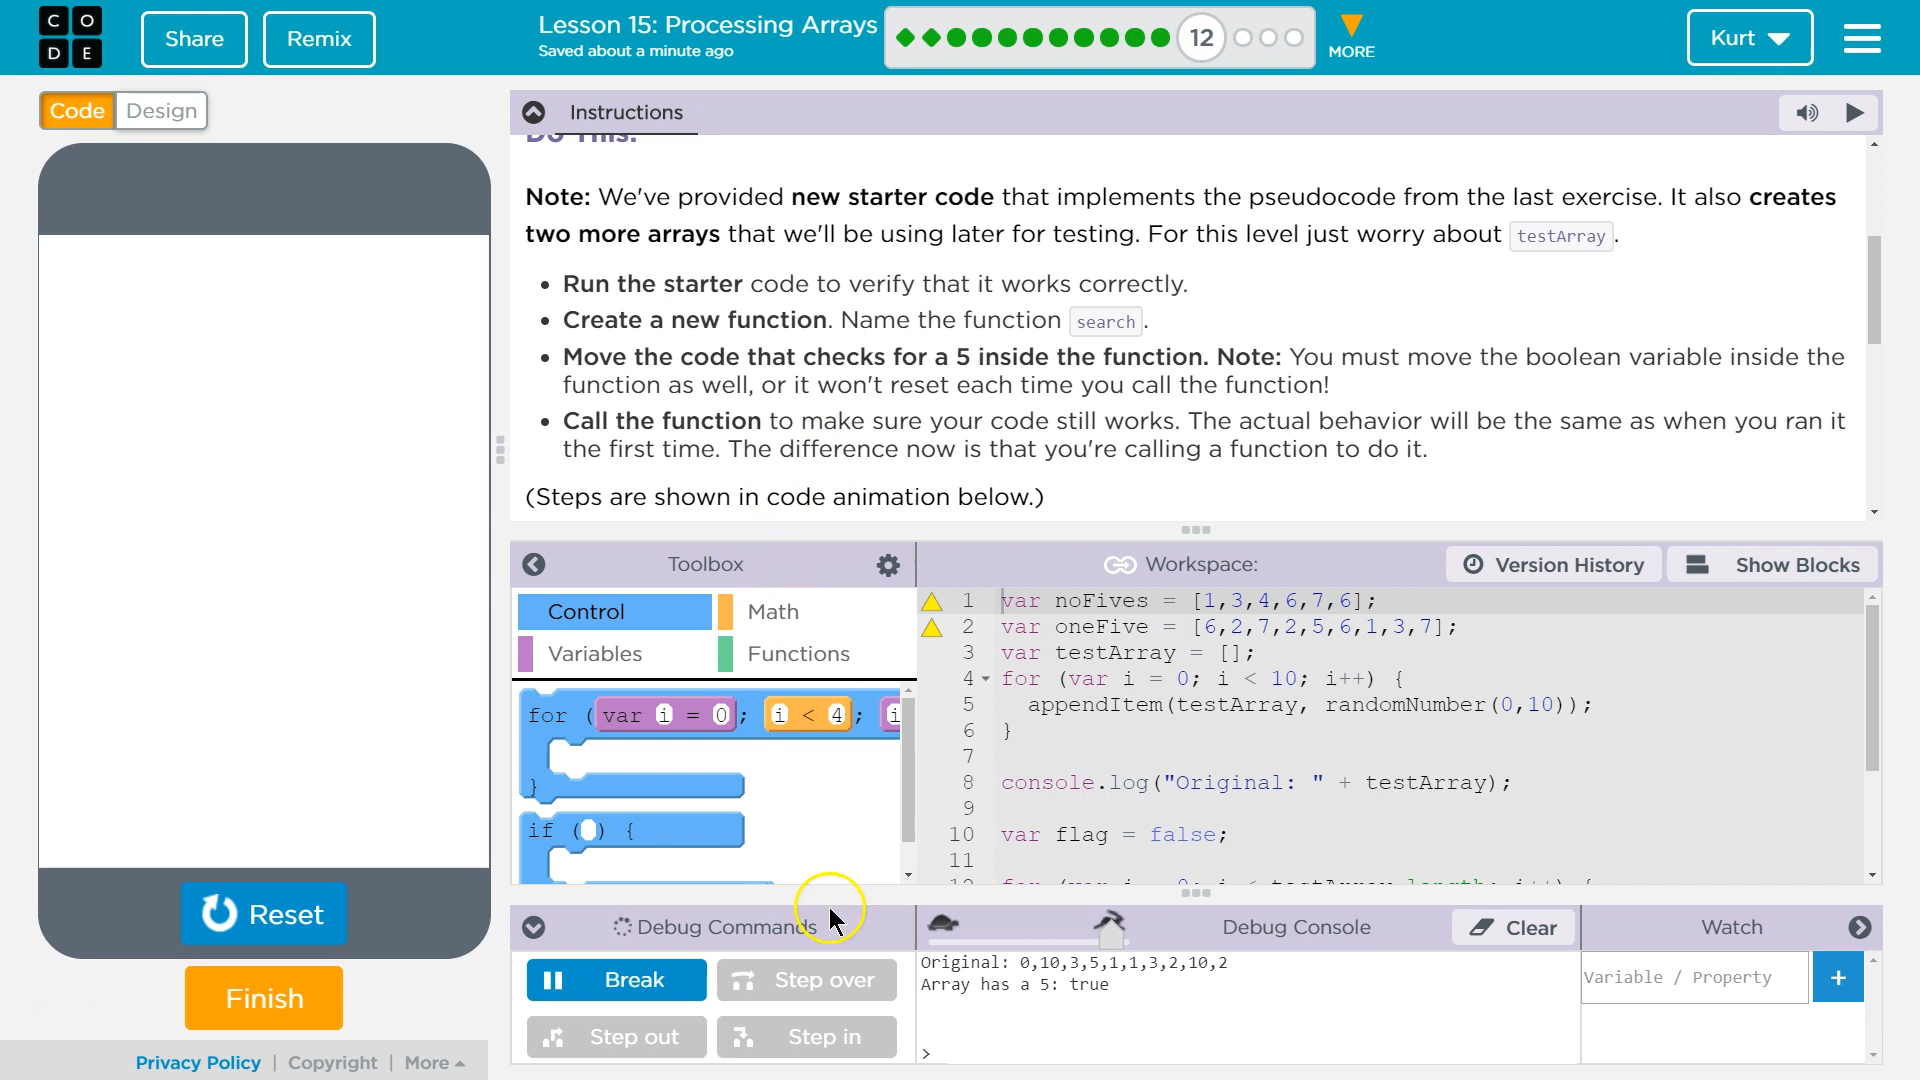 C O
D E
Share
Remix
Lesson 15: Processing Arrays
Saved about a minute ago
12
MORE
Kurt
Code
Design
Instructions
Do This:
Note: We've provided new starter code that implements the pseudocode from the last exercise. It also creates
two more arrays that we'll be using later for testing. For this level just worry about testArray.
• Run the starter code to verify that it works correctly.
• Create a new function. Name the function search.
• Move the code that checks for a 5 inside the function. Note: You must move the boolean variable inside the
function as well, or it won't reset each time you call the function!
• Call the function to make sure your code still works. The actual behavior will be the same as when you ran it
the first time. The difference now is that you're calling a function to do it.
(Steps are shown in code animation below.)
Toolbox
Workspace:
Version History
Show Blocks
Control
Math
Variables
Functions
for (var i = 0; i < 4; i
}
if () {
1 var noFives = [1,3,4,6,7,6];
2 var oneFive = [6,2,7,2,5,6,1,3,7];
3 var testArray = [];
4 for (var i = 0; i < 10; i++) {
5 appendItem(testArray, randomNumber(0,10));
6 }
7
8 console.log("Original: " + testArray);
9
10 var flag = false;
11
12 for (var i = 0; i < testArray.length; i++) {
Debug Commands
Debug Console
Clear
Watch
Break
Step over
Step out
Step in
Original: 0,10,3,5,1,1,3,2,10,2
Array has a 5: true
>
Variable / Property
+
Reset
Finish
Privacy Policy | Copyright | More